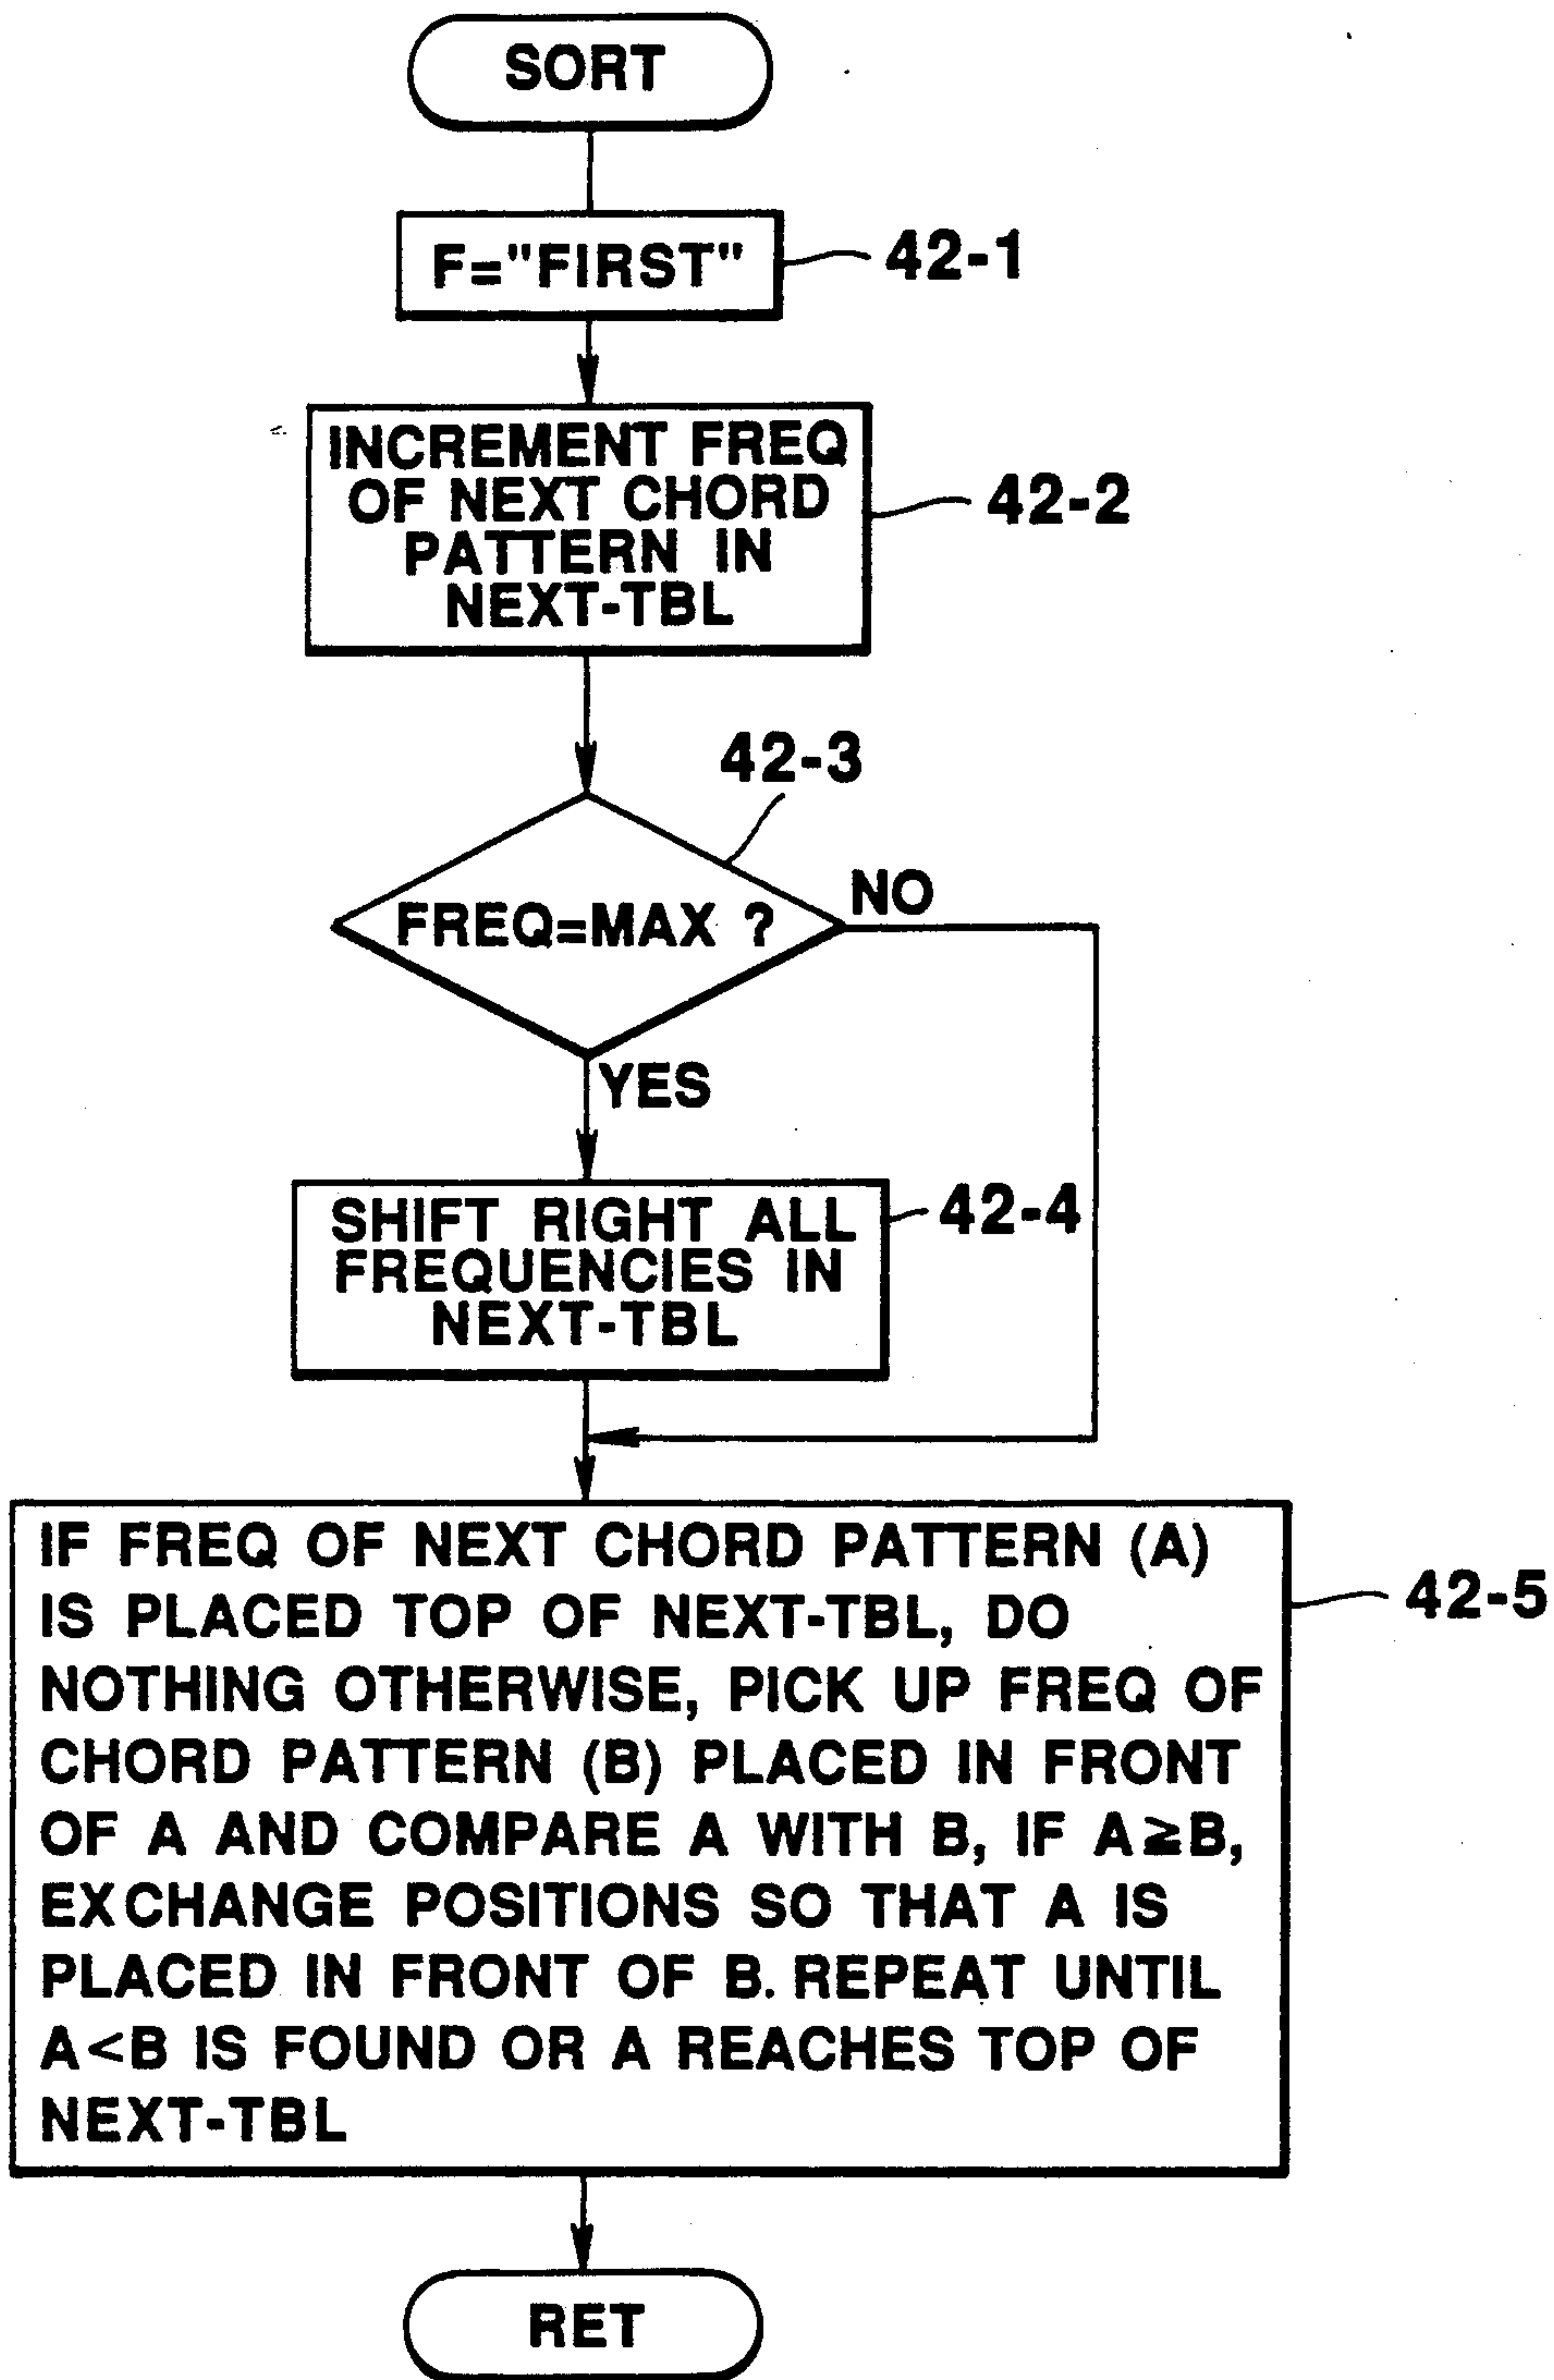 SORT
F="FIRST"
42-1
INCREMENT FREQ
OF NEXT CHORD
PATTERN IN
NEXT-TBL
42-2
42-3
FREQ=MAX ?
NO
YES
SHIFT RIGHT ALL
FREQUENCIES IN
NEXT-TBL
42-4
IF FREQ OF NEXT CHORD PATTERN (A)
IS PLACED TOP OF NEXT-TBL, DO
NOTHING OTHERWISE, PICK UP FREQ OF
CHORD PATTERN (B) PLACED IN FRONT
OF A AND COMPARE A WITH B, IF A≧B,
EXCHANGE POSITIONS SO THAT A IS
PLACED IN FRONT OF B. REPEAT UNTIL
A<B IS FOUND OR A REACHES TOP OF
NEXT-TBL
42-5
RET